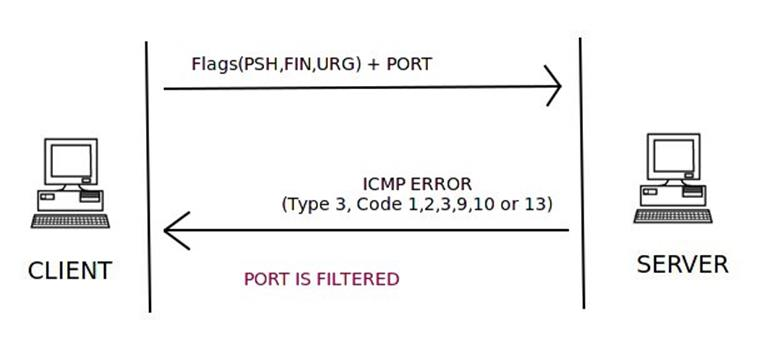 Flags(PSH,FIN,URG) + PORT
ICMP ERROR
(Type 3, Code 1,2,3,9,10 or 13)
CLIENT
SERVER
PORT IS FILTERED